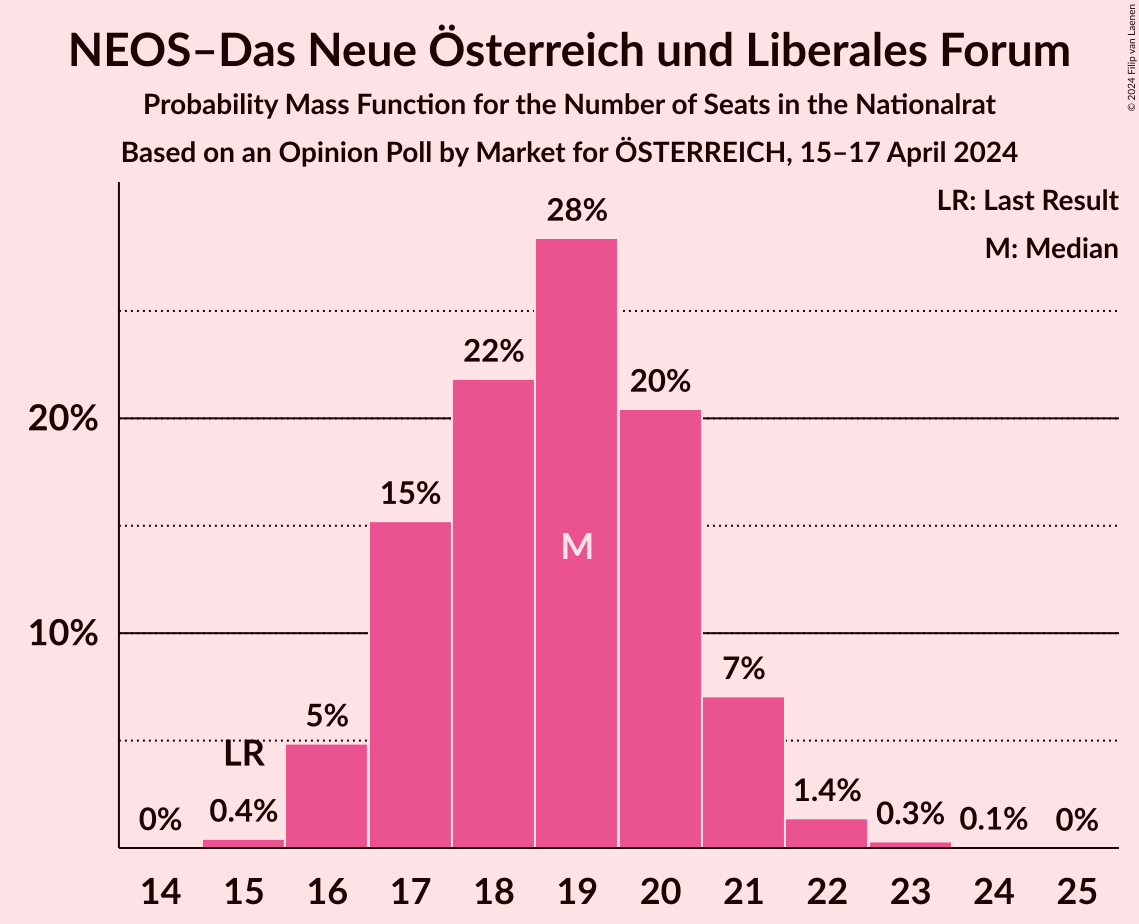 NEOS–Das Neue Österreich und Liberales Forum
Probability Mass Function for the Number of Seats in the Nationalrat
Based on an Opinion Poll by Market for ÖSTERREICH, 15–17 April 2024
© 2024 Filip van Laenen
LR: Last Result
M: Median
28%
22%
20%
20%
15%
M
10%
7%
5%
LR
1.4%
0.4%
0.3%
0%
0.1%
0%
14 15 16 17 18 19 20 21 22 23 24 25